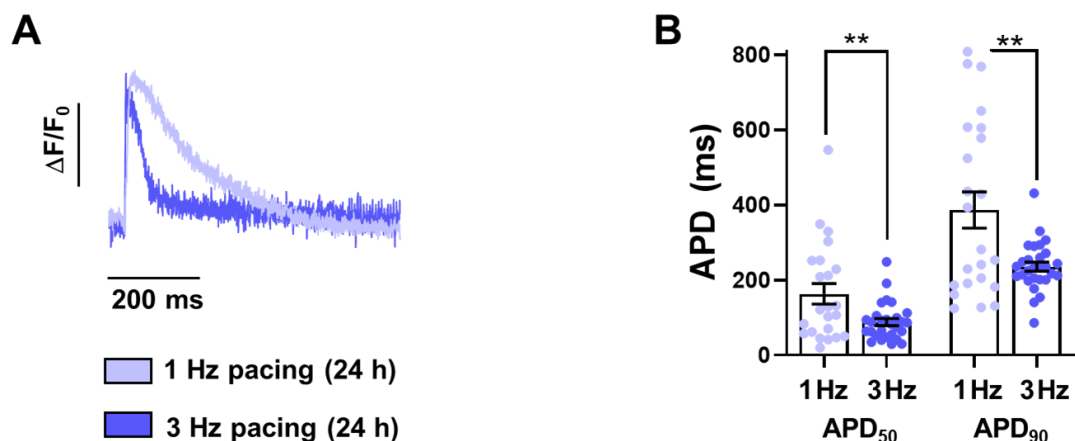 A
ΔF/F₀
200 ms
1 Hz pacing (24 h)
3 Hz pacing (24 h)
B
APD (ms)
800
600
400
200
0
**
**
1 Hz 3 Hz 1 Hz 3 Hz
APD₅₀ APD₉₀